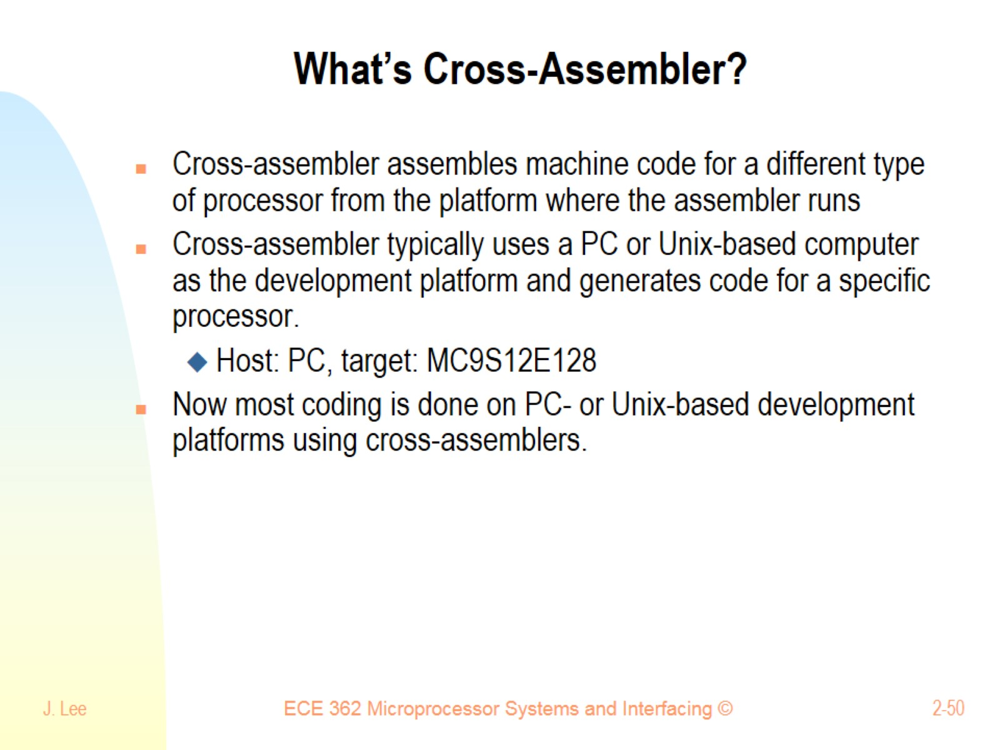 What’s Cross-Assembler?
Cross-assembler assembles machine code for a different type
of processor from the platform where the assembler runs
Cross-assembler typically uses a PC or Unix-based computer
as the development platform and generates code for a specific
processor.
Host: PC, target: MC9S12E128
Now most coding is done on PC- or Unix-based development
platforms using cross-assemblers.
J. Lee
ECE 362 Microprocessor Systems and Interfacing ©
2-50